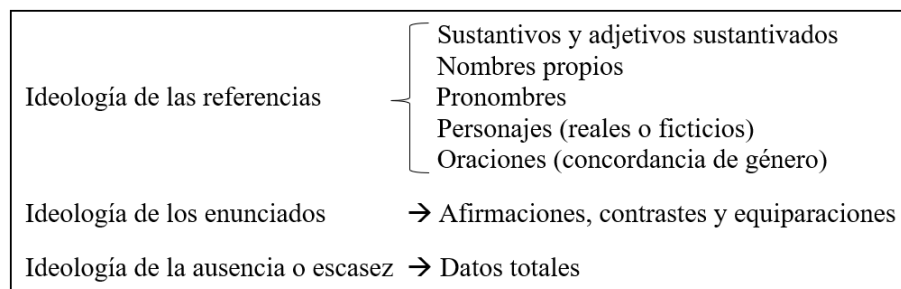 Sustantivos y adjetivos sustantivados
Nombres propios
Ideología de las referencias Pronombres
Personajes (reales o ficticios)
Oraciones (concordancia de género)
Ideología de los enunciados → Afirmaciones, contrastes y equiparaciones
Ideología de la ausencia o escasez → Datos totales